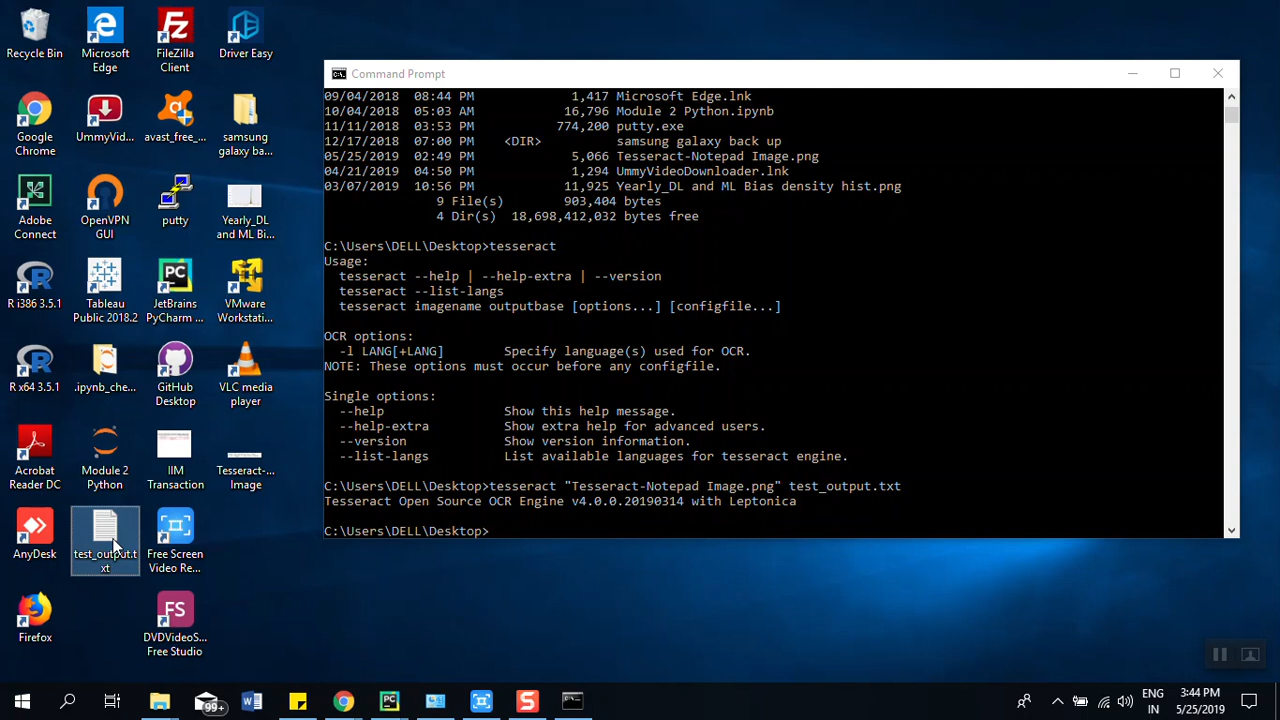 Recycle Bin
Microsoft Edge
FileZilla Client
Driver Easy
Google Chrome
UmmyVid...
avast_free_...
samsung galaxy ba...
Adobe Connect
OpenVPN GUI
putty
Yearly_DL and ML Bi...
R i386 3.5.1
Tableau Public 2018.2
JetBrains PyCharm ...
VMware Workstati...
R x64 3.5.1
.ipynb_che...
GitHub Desktop
VLC media player
Acrobat Reader DC
Module 2 Python
IIM Transaction
Tesseract-... Image
AnyDesk
test_output.t
xt
Free Screen Video Re...
Firefox
DVDVideoS... Free Studio
Command Prompt
09/04/2018  08:44 PM             1,417 Microsoft Edge.lnk
10/04/2018  05:03 AM            16,796 Module 2 Python.ipynb
11/11/2018  03:53 PM           774,200 putty.exe
12/17/2018  07:00 PM    <DIR>          samsung galaxy back up
05/25/2019  02:49 PM             5,066 Tesseract-Notepad Image.png
04/21/2019  04:50 PM             1,294 UmmyVideoDownloader.lnk
03/07/2019  10:56 PM            11,925 Yearly_DL and ML Bias density hist.png
9 File(s)        903,404 bytes
4 Dir(s)  18,698,412,032 bytes free
C:\Users\DELL\Desktop>tesseract
Usage:
tesseract --help | --help-extra | --version
tesseract --list-langs
tesseract imagename outputbase [options...] [configfile...]
OCR options:
-l LANG[+LANG]        Specify language(s) used for OCR.
NOTE: These options must occur before any configfile.
Single options:
--help                Show this help message.
--help-extra          Show extra help for advanced users.
--version             Show version information.
--list-langs          List available languages for tesseract engine.
C:\Users\DELL\Desktop>tesseract "Tesseract-Notepad Image.png" test_output.txt
Tesseract Open Source OCR Engine v4.0.0.20190314 with Leptonica
C:\Users\DELL\Desktop>
99+
ENG
IN
3:44 PM
5/25/2019